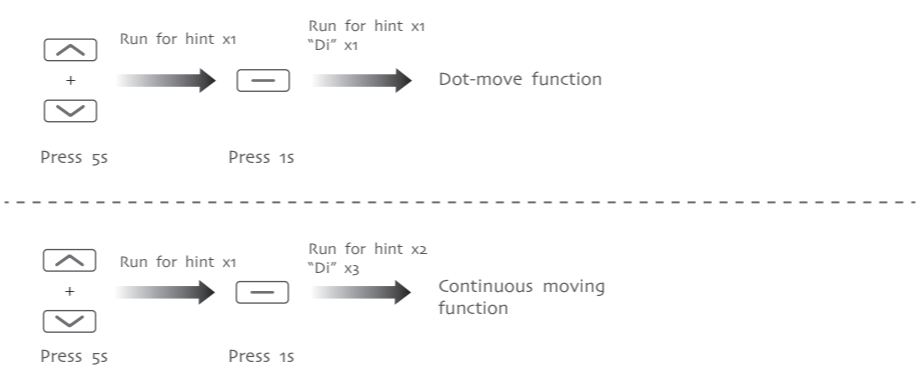 Run for hint x1
Run for hint x1
"Di" x1
+
Dot-move function
Press 5s
Press 1s
Run for hint x1
Run for hint x2
"Di" x3
+
Continuous moving
function
Press 5s
Press 1s